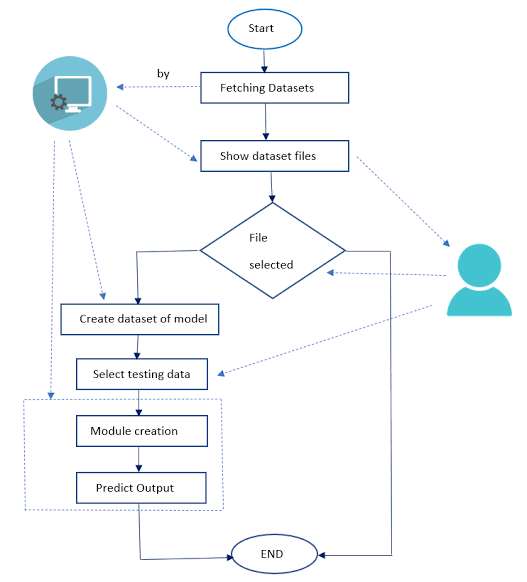 Start
by
Fetching Datasets
Show dataset files
File
selected
Create dataset of model
Select testing data
Module creation
Predict Output
END